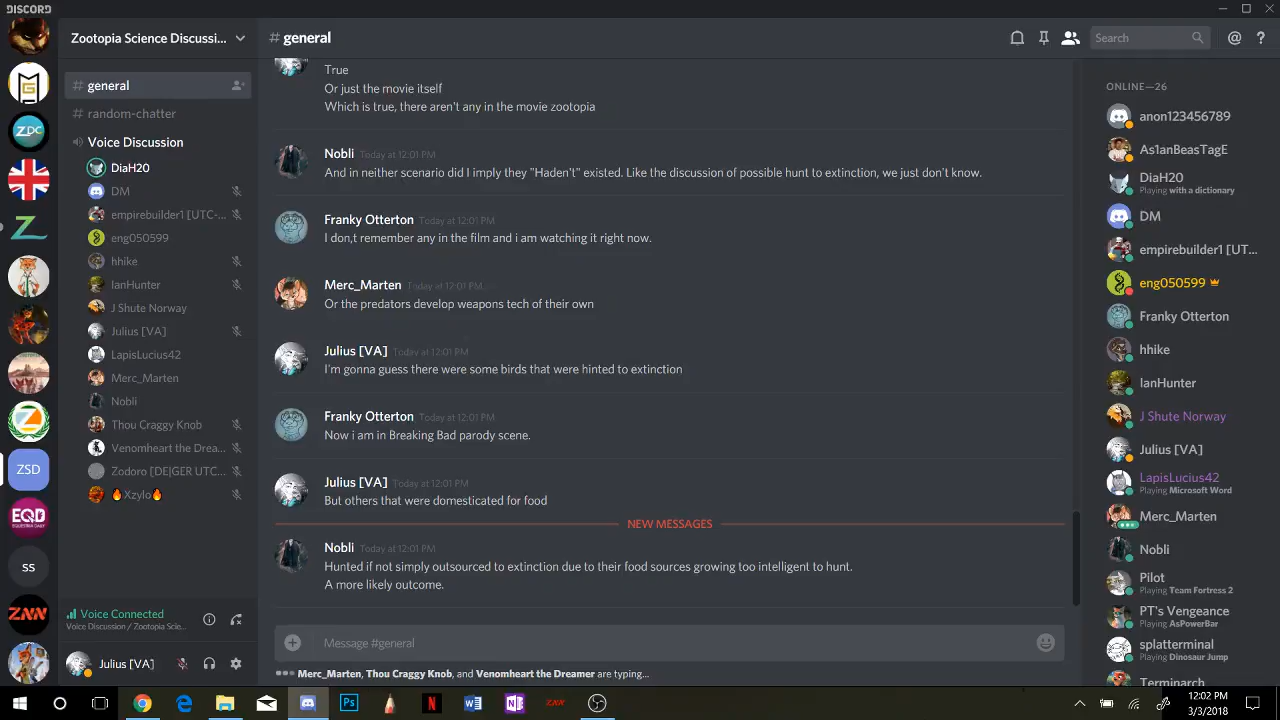 DISCORD
Zootopia Science Discussi...
# general
Search
# general
# random-chatter
Voice Discussion
DiaH20
DM
empirebuilder1 [UTC-...
eng050599
hhike
IanHunter
J Shute Norway
Julius [VA]
LapisLucius42
Merc_Marten
Nobli
Thou Craggy Knob
Venomheart the Drea...
Zodoro [DE|GER UTC...
🔥Xzylo🔥
Voice Connected
Voice Discussion / Zootopia Scie...
Julius [VA]
ZDC
ZSD
EQD
EQUESTRIA DAILY
ss
ZNN
True
Or just the movie itself
Which is true, there aren't any in the movie zootopia
Nobli Today at 12:01 PM
And in neither scenario did I imply they "Haden't" existed. Like the discussion of possible hunt to extinction, we just don't know.
Franky Otterton Today at 12:01 PM
I don,t remember any in the film and i am watching it right now.
Merc_Marten Today at 12:01 PM
Or the predators develop weapons tech of their own
Julius [VA] Today at 12:01 PM
I'm gonna guess there were some birds that were hinted to extinction
Franky Otterton Today at 12:01 PM
Now i am in Breaking Bad parody scene.
Julius [VA] Today at 12:01 PM
But others that were domesticated for food
NEW MESSAGES
Nobli Today at 12:01 PM
Hunted if not simply outsourced to extinction due to their food sources growing too intelligent to hunt.
A more likely outcome.
Message #general
Merc_Marten, Thou Craggy Knob, and Venomheart the Dreamer are typing...
ONLINE—26
anon123456789
As1anBeasTagE
DiaH20
Playing with a dictionary
DM
empirebuilder1 [UT...
eng050599
Franky Otterton
hhike
IanHunter
J Shute Norway
Julius [VA]
LapisLucius42
Playing Microsoft Word
Merc_Marten
Nobli
Pilot
Playing Team Fortress 2
PT's Vengeance
Playing AsPowerBar
splatterminal
Playing Dinosaur Jump
Terminarch
Ps
N
ZNN
12:02 PM
3/3/2018